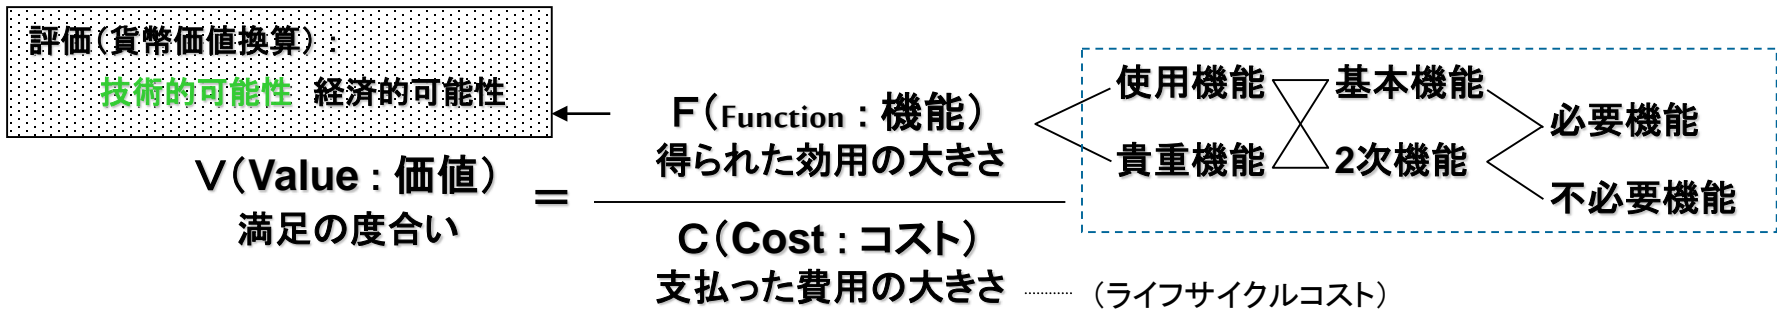 評価（貨幣価値換算）：
技術的可能性 経済的可能性
V（Value：価値）
満足の度合い
＝
F（Function：機能）
得られた効用の大きさ
C（Cost：コスト）
支払った費用の大きさ
（ライフサイクルコスト）
使用機能
貴重機能
基本機能
2次機能
必要機能
不必要機能